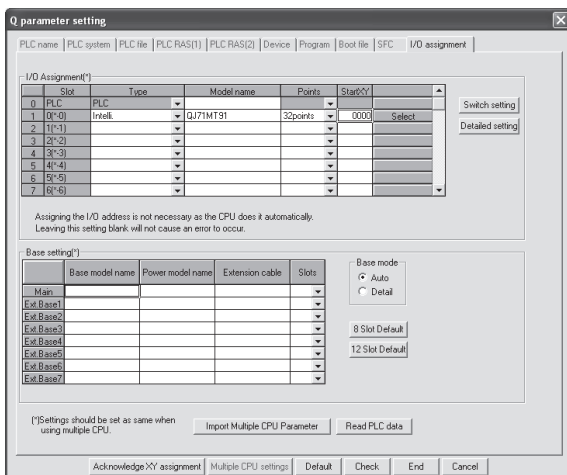 Q parameter setting
PLC name PLC system PLC file PLC RAS(1) PLC RAS(2) Device Program Boot file SFC I/O assignment
I/O Assignment(*)
Slot Type Model name Points StartXY
0 PLC PLC
1 0(*-0) Intelli. QJ71MT91 32points 0000 Select
2 1(*-1)
3 2(*-2)
4 3(*-3)
5 4(*-4)
6 5(*-5)
7 6(*-6)
Switch setting
Detailed setting
Assigning the I/O address is not necessary as the CPU does it automatically.
Leaving this setting blank will not cause an error to occur.
Base setting(*)
Base model name Power model name Extension cable Slots
Main
Ext.Base1
Ext.Base2
Ext.Base3
Ext.Base4
Ext.Base5
Ext.Base6
Ext.Base7
Base mode
Auto
Detail
8 Slot Default
12 Slot Default
(*)Settings should be set as same when
using multiple CPU.
Import Multiple CPU Parameter Read PLC data
Acknowledge XY assignment Multiple CPU settings Default Check End Cancel